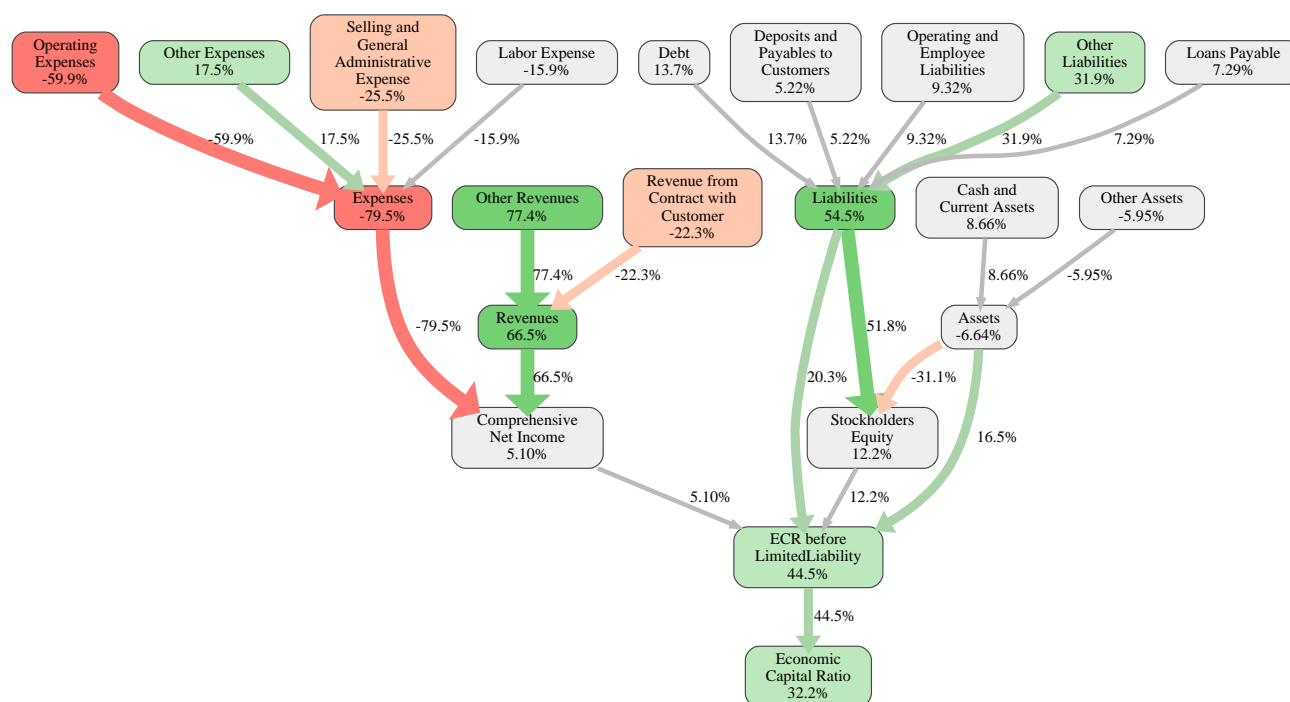 Operating
Expenses
-59.9%
Other Expenses
17.5%
Selling and
General
Administrative
Expense
-25.5%
Labor Expense
-15.9%
Debt
13.7%
Deposits and
Payables to
Customers
5.22%
Operating and
Employee
Liabilities
9.32%
Other
Liabilities
31.9%
Loans Payable
7.29%
-59.9%
17.5%
-25.5%
-15.9%
13.7%
5.22%
9.32%
31.9%
7.29%
Expenses
-79.5%
Other Revenues
77.4%
Revenue from
Contract with
Customer
-22.3%
Liabilities
54.5%
Cash and
Current Assets
8.66%
Other Assets
-5.95%
77.4%
-22.3%
8.66%
-5.95%
-79.5%
Revenues
66.5%
51.8%
Assets
-6.64%
66.5%
20.3%
-31.1%
16.5%
Comprehensive
Net Income
5.10%
Stockholders
Equity
12.2%
5.10%
12.2%
ECR before
LimitedLiability
44.5%
44.5%
Economic
Capital Ratio
32.2%